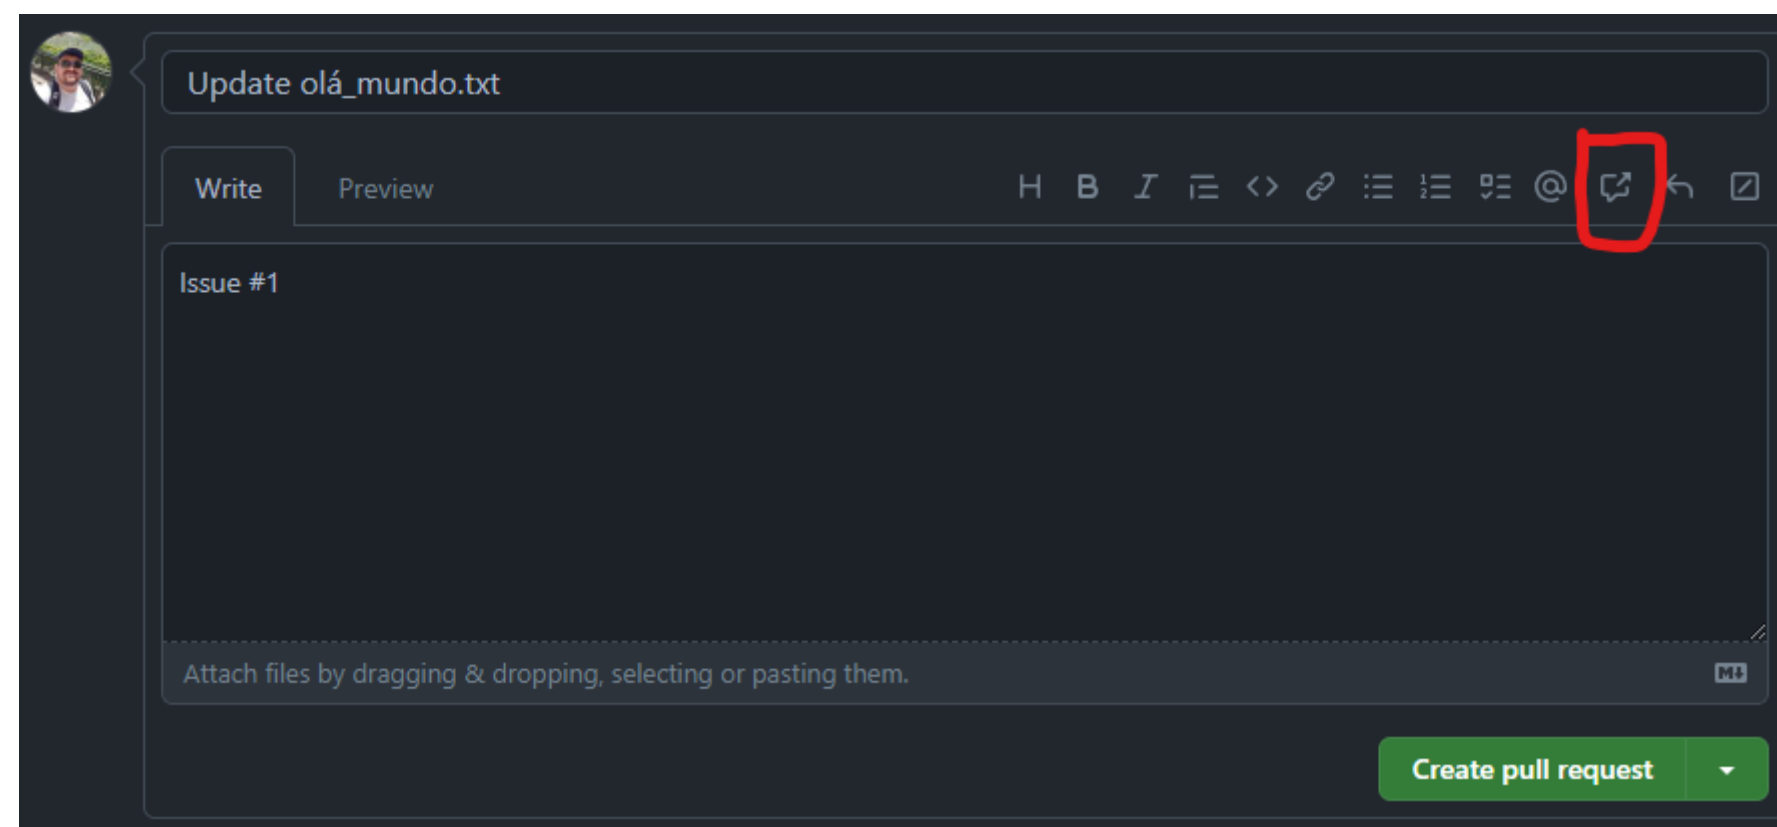 Update olá_mundo.txt
Write Preview H B I @
Issue #1
Attach files by dragging & dropping, selecting or pasting them.
Create pull request